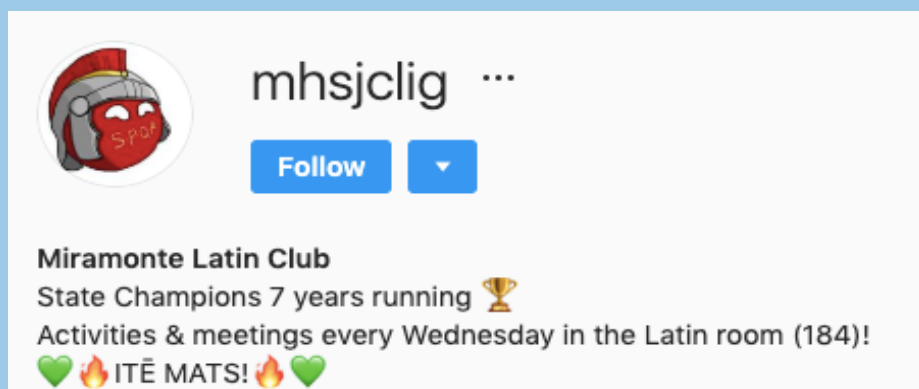 SPQR
mhsjclig ...
Follow
Miramonte Latin Club
State Champions 7 years running 🏆
Activities & meetings every Wednesday in the Latin room (184)!
💚🔥ITĒ MATS!🔥💚